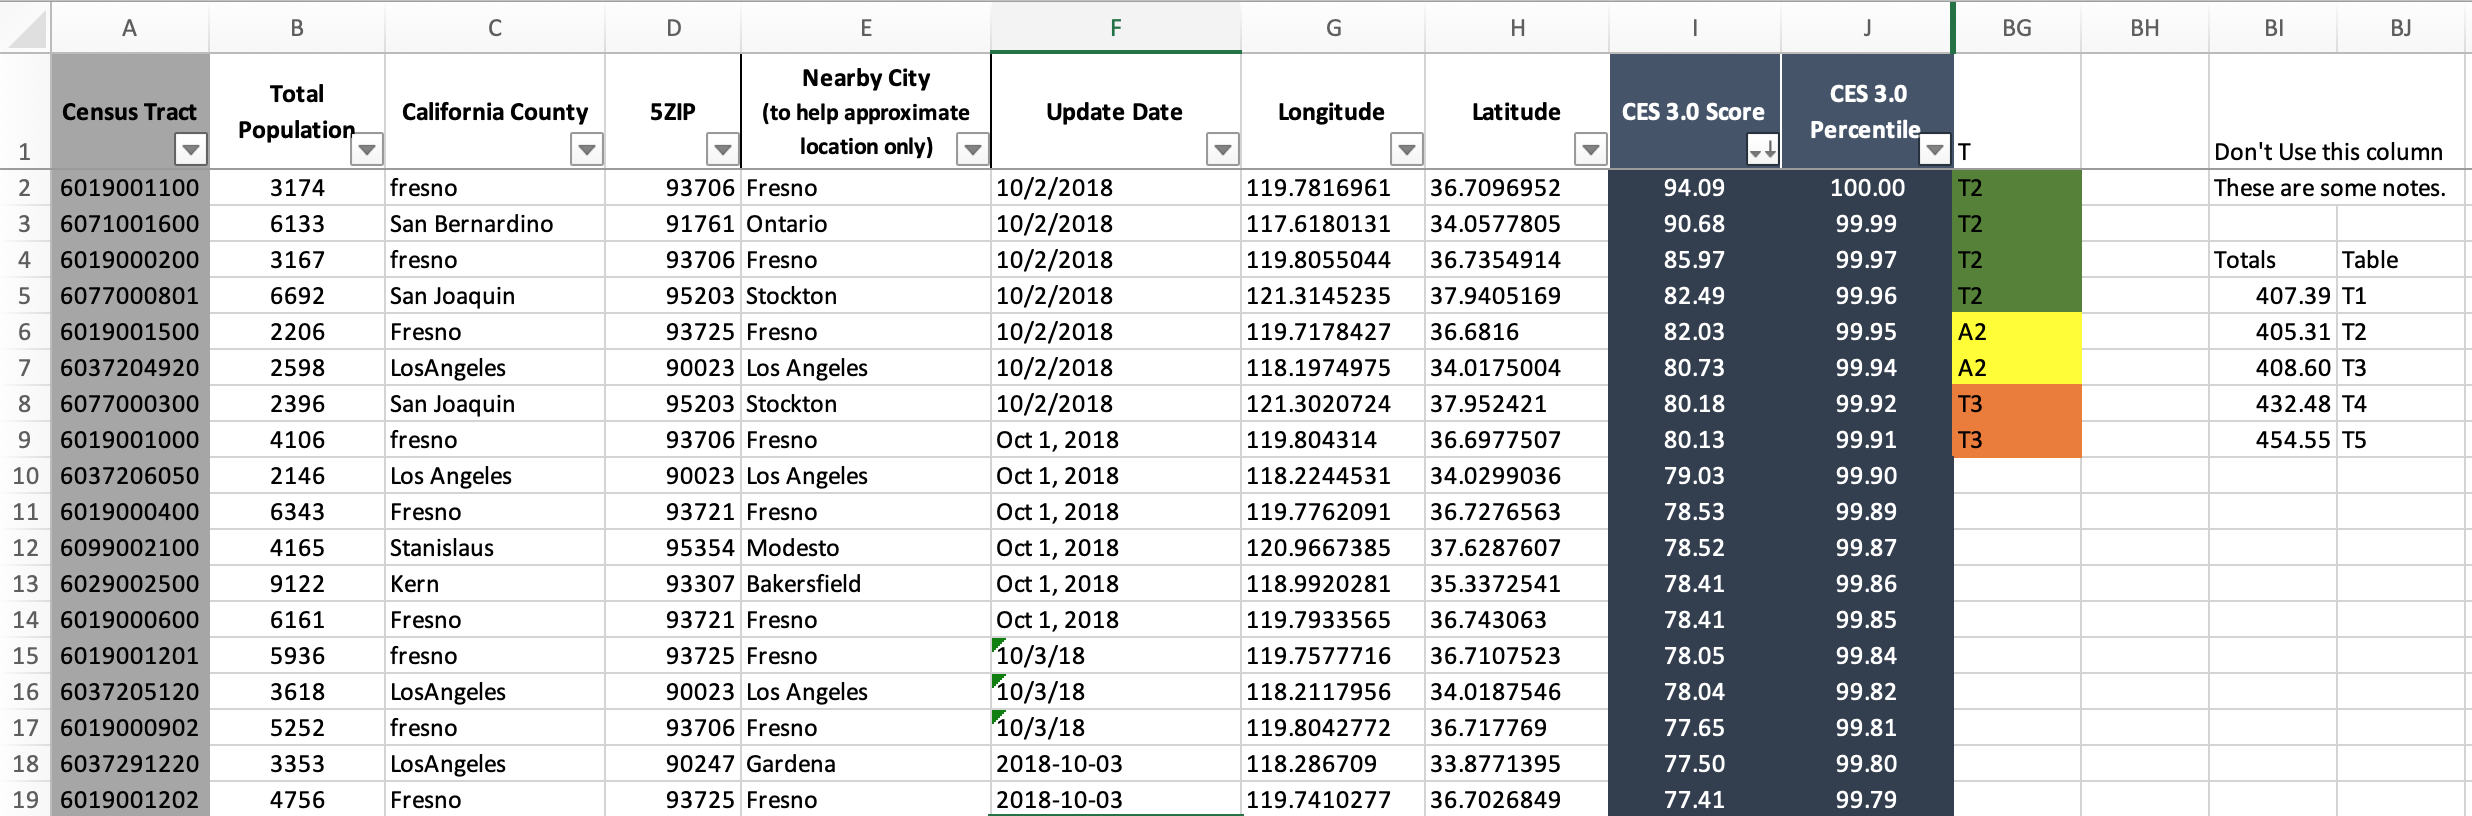 A B C D E F G H I J BG BH BI BJ
1 Census Tract Total Population California County 5ZIP Nearby City (to help approximate location only) Update Date Longitude Latitude CES 3.0 Score CES 3.0 Percentile T Don't Use this column
2 6019001100 3174 fresno 93706 Fresno 10/2/2018 119.7816961 36.7096952 94.09 100.00 T2 These are some notes.
3 6071001600 6133 San Bernardino 91761 Ontario 10/2/2018 117.6180131 34.0577805 90.68 99.99 T2
4 6019000200 3167 fresno 93706 Fresno 10/2/2018 119.8055044 36.7354914 85.97 99.97 T2 Totals Table
5 6077000801 6692 San Joaquin 95203 Stockton 10/2/2018 121.3145235 37.9405169 82.49 99.96 T2 407.39 T1
6 6019001500 2206 Fresno 93725 Fresno 10/2/2018 119.7178427 36.6816 82.03 99.95 A2 405.31 T2
7 6037204920 2598 LosAngeles 90023 Los Angeles 10/2/2018 118.1974975 34.0175004 80.73 99.94 A2 408.60 T3
8 6077000300 2396 San Joaquin 95203 Stockton 10/2/2018 121.3020724 37.952421 80.18 99.92 T3 432.48 T4
9 6019001000 4106 fresno 93706 Fresno Oct 1, 2018 119.804314 36.6977507 80.13 99.91 T3 454.55 T5
10 6037206050 2146 Los Angeles 90023 Los Angeles Oct 1, 2018 118.2244531 34.0299036 79.03 99.90
11 6019000400 6343 Fresno 93721 Fresno Oct 1, 2018 119.7762091 36.7276563 78.53 99.89
12 6099002100 4165 Stanislaus 95354 Modesto Oct 1, 2018 120.9667385 37.6287607 78.52 99.87
13 6029002500 9122 Kern 93307 Bakersfield Oct 1, 2018 118.9920281 35.3372541 78.41 99.86
14 6019000600 6161 Fresno 93721 Fresno Oct 1, 2018 119.7933565 36.743063 78.41 99.85
15 6019001201 5936 fresno 93725 Fresno 10/3/18 119.7577716 36.7107523 78.05 99.84
16 6037205120 3618 LosAngeles 90023 Los Angeles 10/3/18 118.2117956 34.0187546 78.04 99.82
17 6019000902 5252 fresno 93706 Fresno 10/3/18 119.8042772 36.717769 77.65 99.81
18 6037291220 3353 LosAngeles 90247 Gardena 2018-10-03 118.286709 33.8771395 77.50 99.80
19 6019001202 4756 Fresno 93725 Fresno 2018-10-03 119.7410277 36.7026849 77.41 99.79